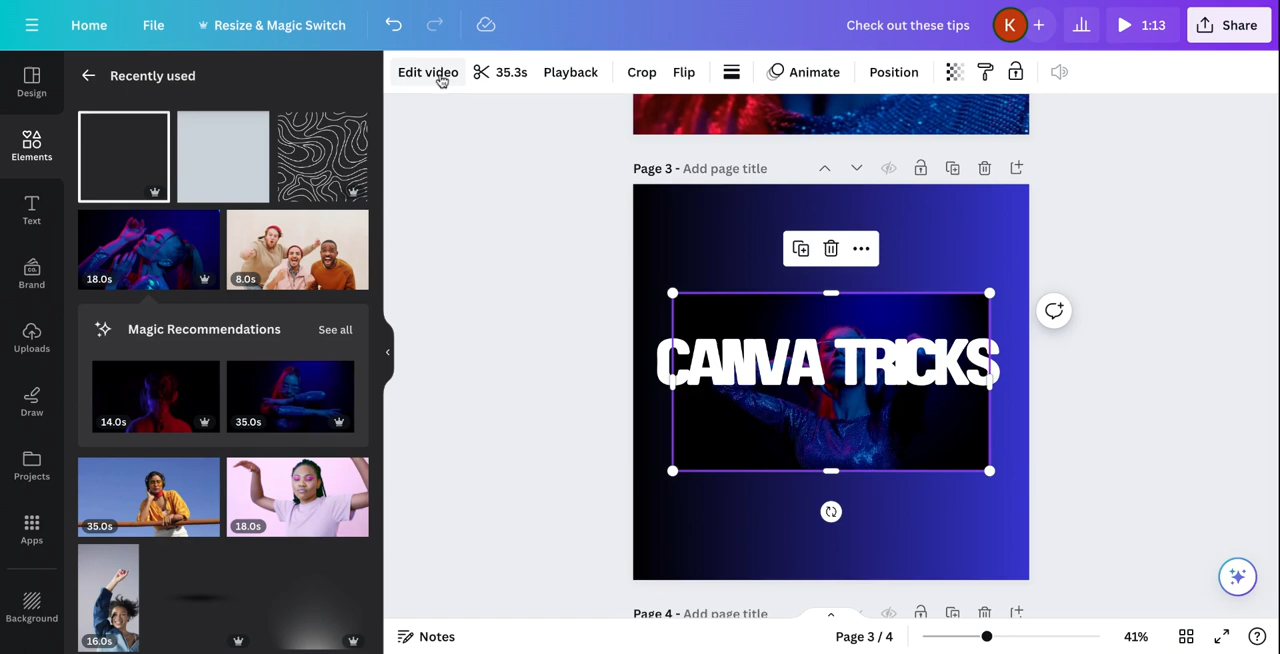 Home
File
Resize & Magic Switch
Check out these tips
K
1:13
Share
Design
Elements
Text
Brand
CO.
Uploads
Draw
Projects
Apps
Background
Recently used
18.0s
8.0s
Magic Recommendations
See all
14.0s
35.0s
35.0s
18.0s
16.0s
Edit video
35.3s
Playback
Crop
Flip
Animate
Position
Page 3 - Add page title
CANVA TRICKS
Page 4 - Add page title
Notes
Page 3 / 4
41%